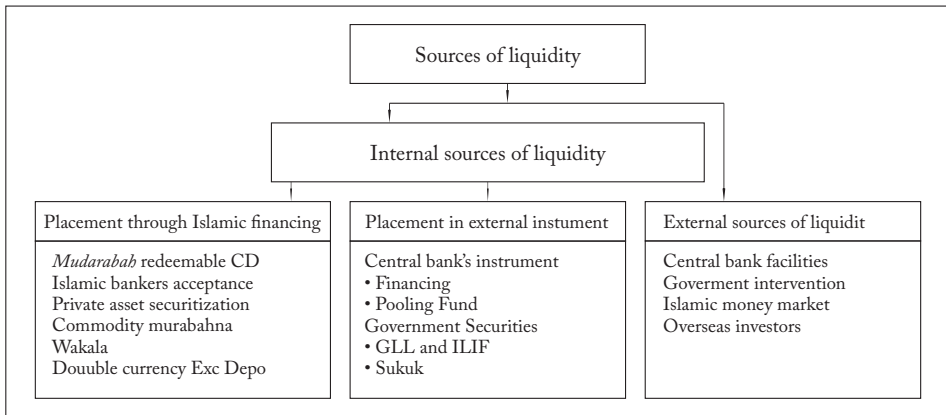 Sources of liquidity
Internal sources of liquidity
Placement through Islamic financing
Mudarabah redeemable CD
Islamic bankers acceptance
Private asset securitization
Commodity murabahna
Wakala
Douuble currency Exc Depo
Placement in external instument
Central bank's instrument
• Financing
• Pooling Fund
Government Securities
• GLL and ILIF
• Sukuk
External sources of liquidit
Central bank facilities
Goverment intervention
Islamic money market
Overseas investors